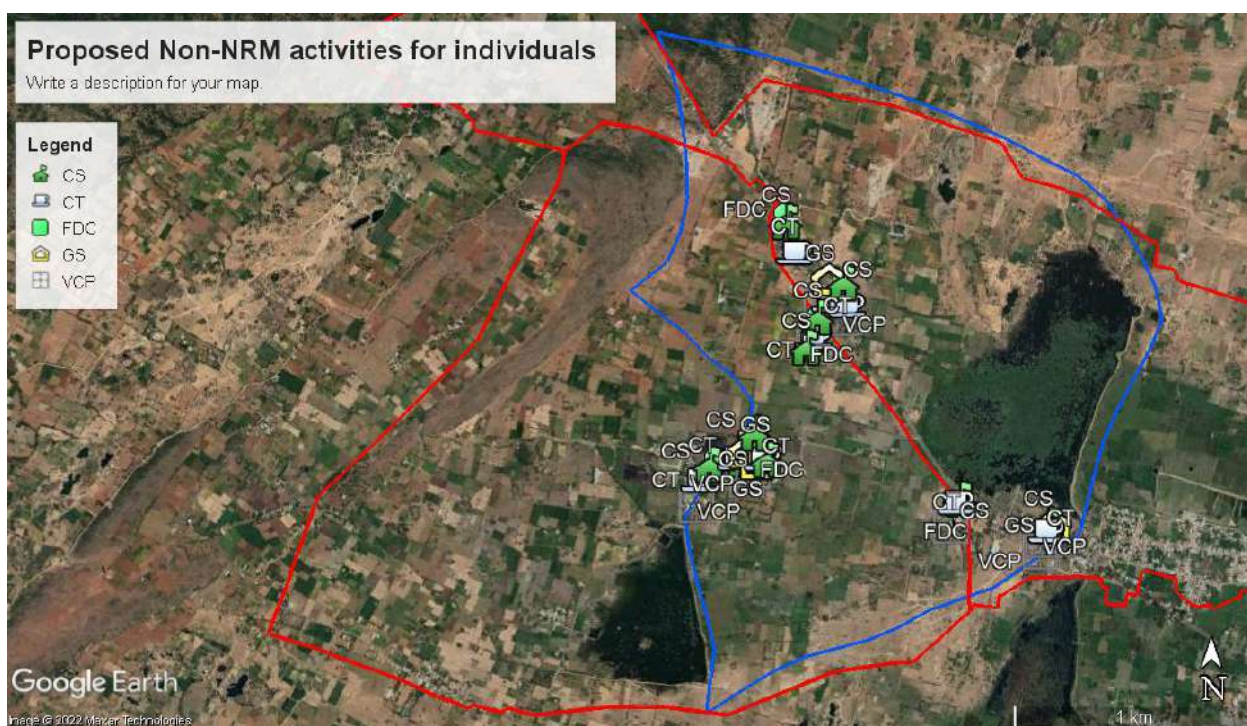 Proposed Non-NRM activities for individuals
Write a description for your map.
Legend
CS
CT
FDC
GS
VCP
CS
FDC
CT
GS
CS
CS
CT
VCP
CS
CT
FDC
CS
GS
CS
CT
CT
CS
FDC
CT
VCP
GS
VCP
CT
CS
FDC
CS
GS
CT
VCP
VCP
Google Earth
Image © 2022 Maxar Technologies
N
1 km